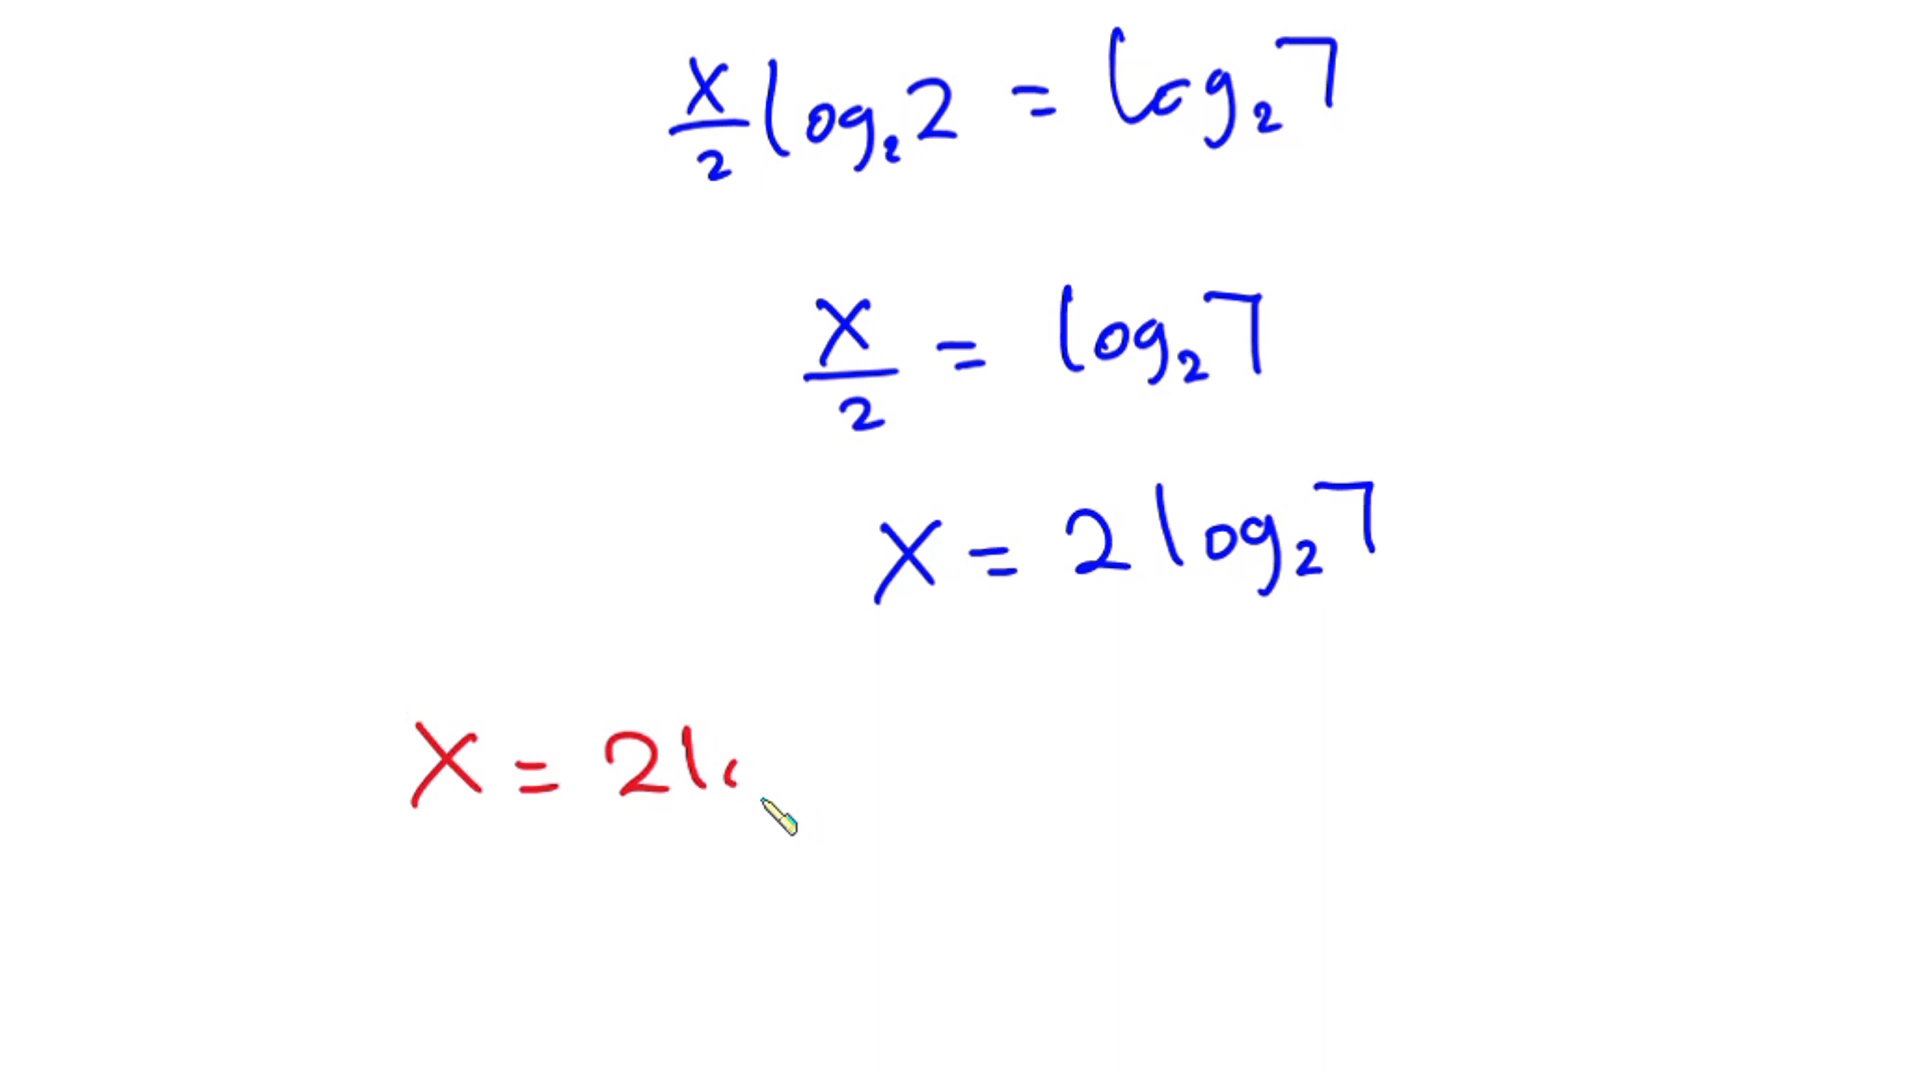 x/2 log₂2 = log₂7
x/2 = log₂7
x = 2 log₂7
x = 2l